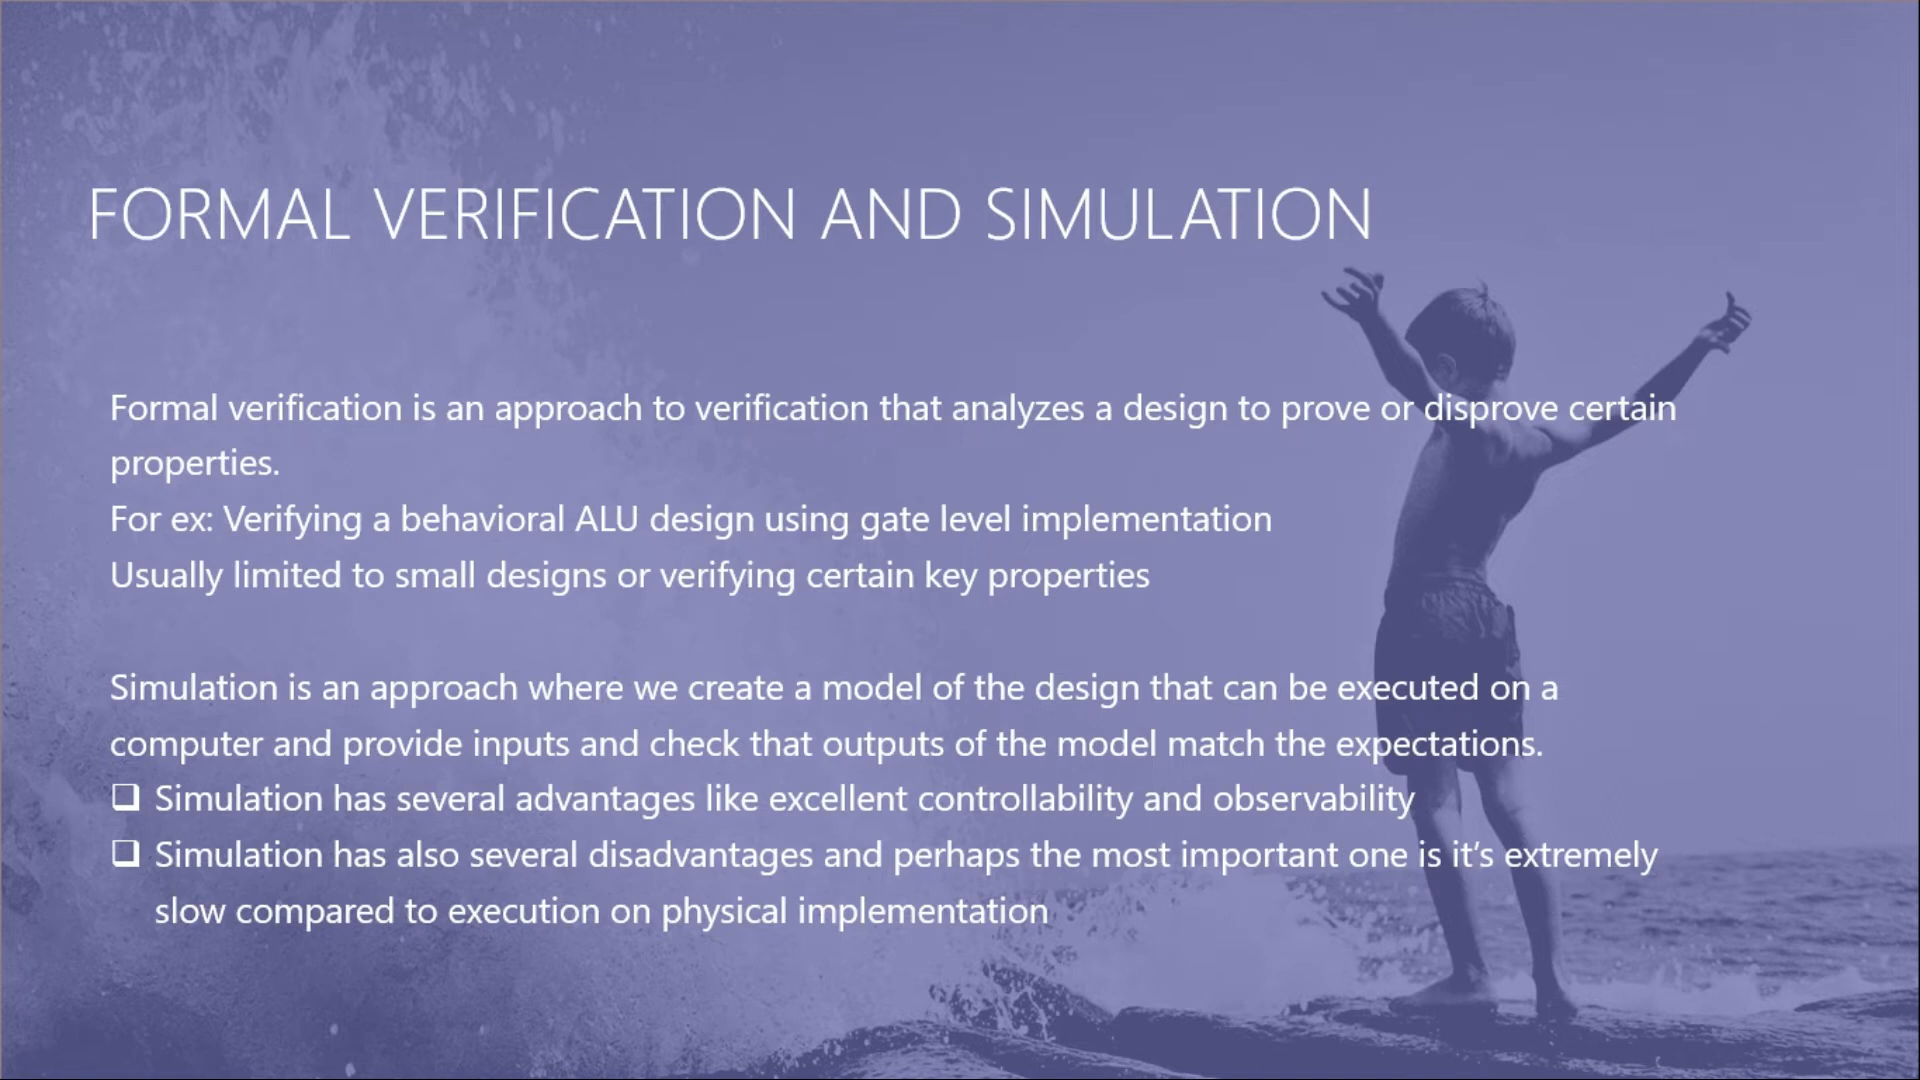 FORMAL VERIFICATION AND SIMULATION
Formal verification is an approach to verification that analyzes a design to prove or disprove certain
properties.
For ex: Verifying a behavioral ALU design using gate level implementation
Usually limited to small designs or verifying certain key properties
Simulation is an approach where we create a model of the design that can be executed on a
computer and provide inputs and check that outputs of the model match the expectations.
❑ Simulation has several advantages like excellent controllability and observability
❑ Simulation has also several disadvantages and perhaps the most important one is it‘s extremely
slow compared to execution on physical implementation